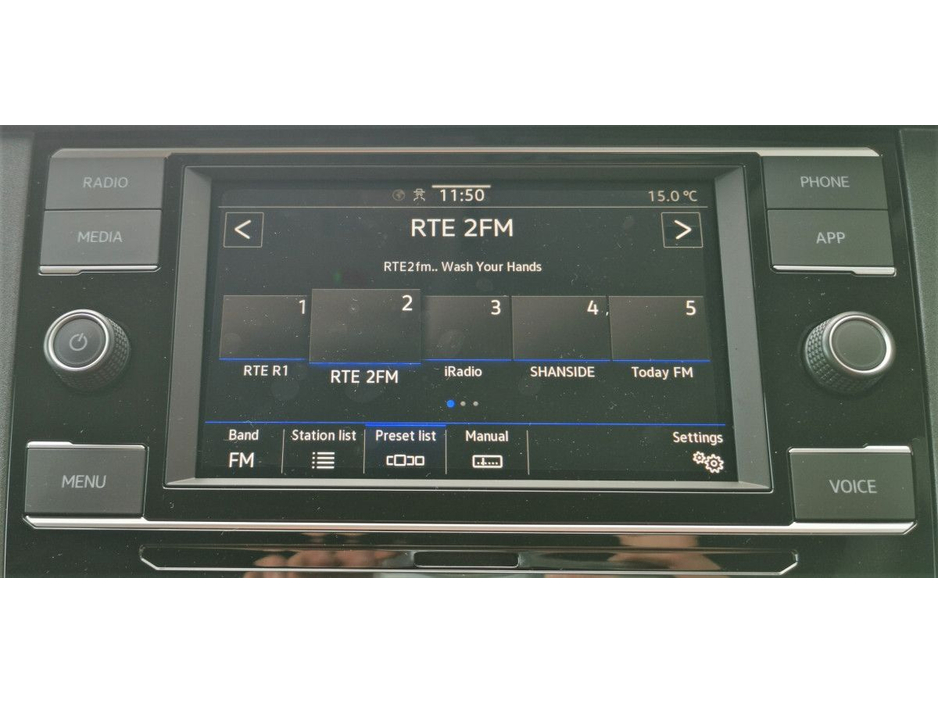 RADIO
MEDIA
MENU
PHONE
APP
VOICE
11:50
15.0 °C
<
RTE 2FM
>
RTE2fm.. Wash Your Hands
1
2
3
4
5
RTE R1
RTE 2FM
iRadio
SHANSIDE
Today FM
Band
Station list
Preset list
Manual
Settings
FM